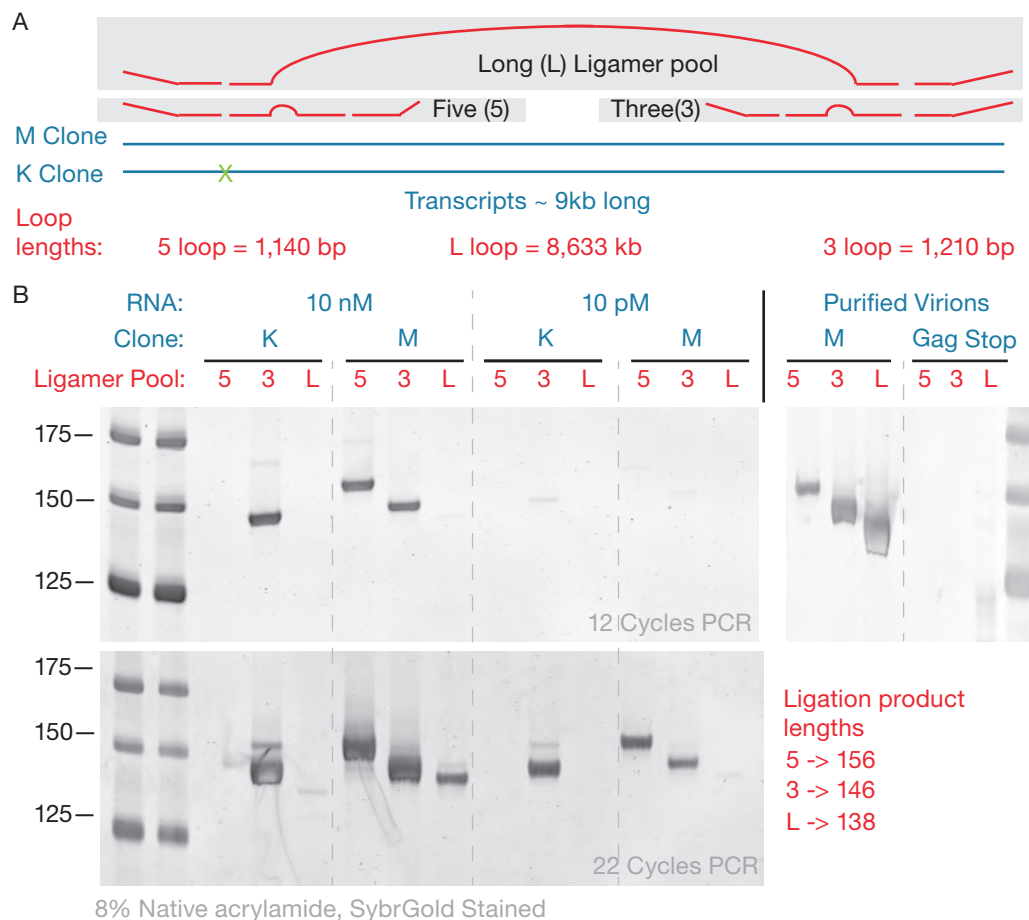 A
Long (L) Ligamer pool
Five (5)
Three(3)
M Clone
K Clone
X
Transcripts ~ 9kb long
Loop
lengths:
5 loop = 1,140 bp
L loop = 8,633 kb
3 loop = 1,210 bp
B
RNA: 10 nM 10 pM Purified Virions
Clone: K M K M M Gag Stop
Ligamer Pool: 5 3 L 5 3 L 5 3 L 5 3 L 5 3 L 5 3 L
175
150
125
12 Cycles PCR
175
150
125
22 Cycles PCR
Ligation product
lengths
5 -> 156
3 -> 146
L -> 138
8% Native acrylamide, SybrGold Stained